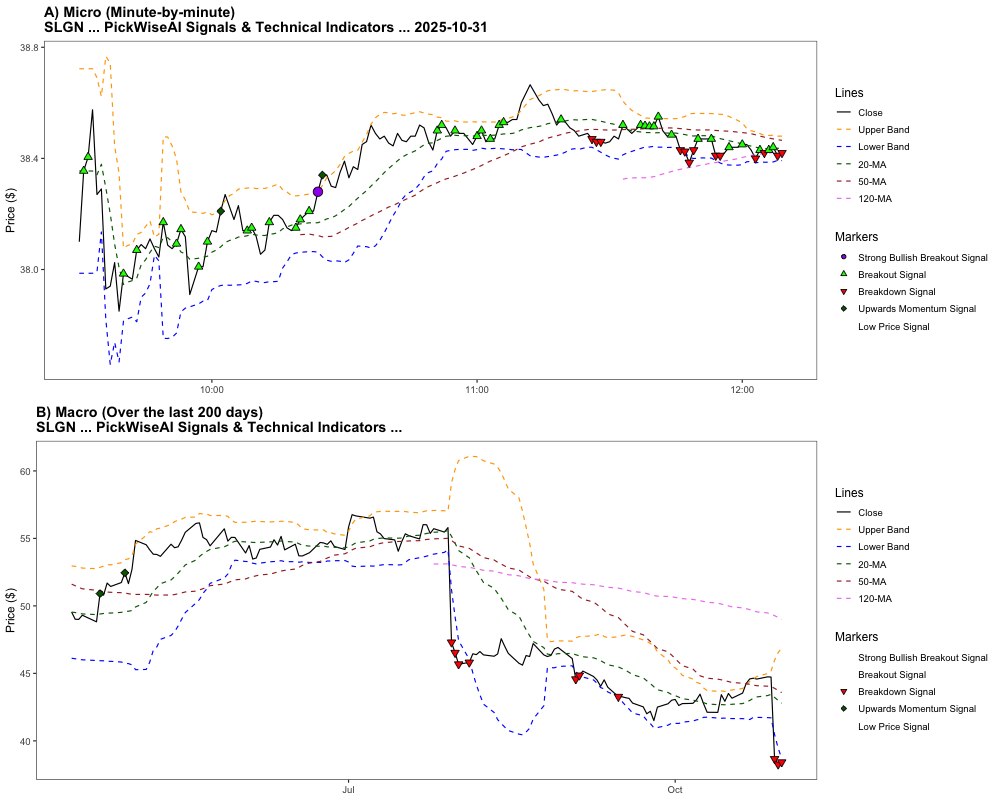 A) Micro (Minute-by-minute)
SLGN ... PickWiseAI Signals & Technical Indicators ... 2025-10-31
38.8
38.4
38.0
Price ($)
10:00
11:00
12:00
Lines
Close
Upper Band
Lower Band
20-MA
50-MA
120-MA
Markers
Strong Bullish Breakout Signal
Breakout Signal
Breakdown Signal
Upwards Momentum Signal
Low Price Signal
B) Macro (Over the last 200 days)
SLGN ... PickWiseAI Signals & Technical Indicators ...
60
55
50
45
40
Price ($)
Jul
Oct
Lines
Close
Upper Band
Lower Band
20-MA
50-MA
120-MA
Markers
Strong Bullish Breakout Signal
Breakout Signal
Breakdown Signal
Upwards Momentum Signal
Low Price Signal